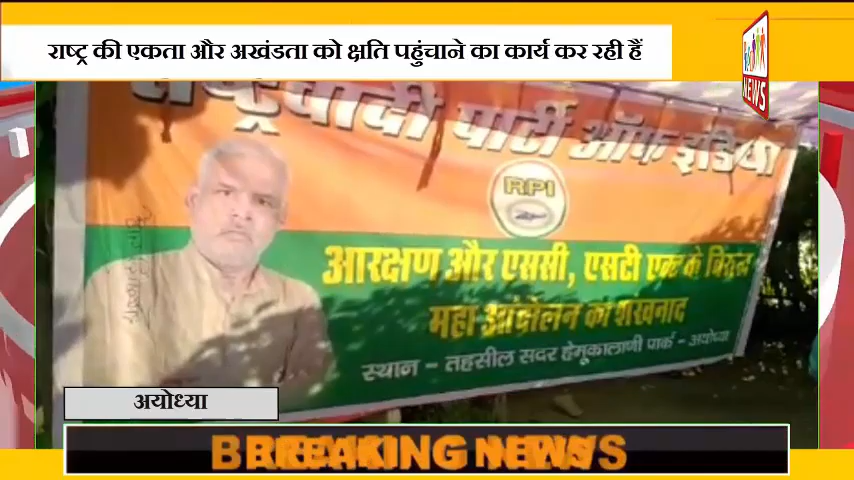 राष्ट्र की एकता और अखंडता को क्षति पहुंचाने का कार्य कर रही हैं
NEWS
राष्ट्रवादी पार्टी ऑफ इंडिया
RPI
आरक्षण और एससी, एसटी एक्ट के विरुद्ध
महा आंदोलन का शंखनाद
स्थान - तहसील सदर हेमूकालाणी पार्क - अयोध्या
अयोध्या
BREAKING NEWS